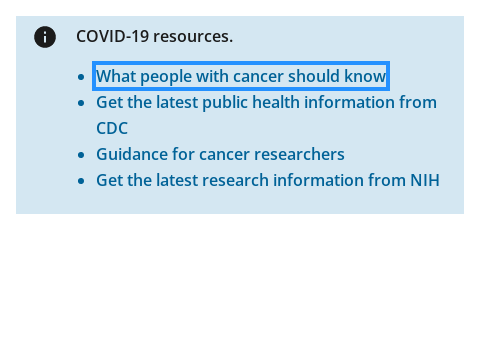 COVID-19 resources.
What people with cancer should know
Get the latest public health information from
CDC
Guidance for cancer researchers
Get the latest research information from NIH